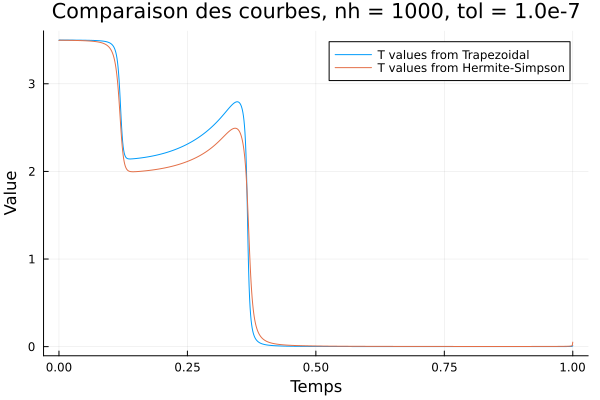 Comparaison des courbes, nh = 1000, tol = 1.0e-7
T values from Trapezoidal
T values from Hermite-Simpson
3
2
1
0
Value
0.00 0.25 0.50 0.75 1.00
Temps